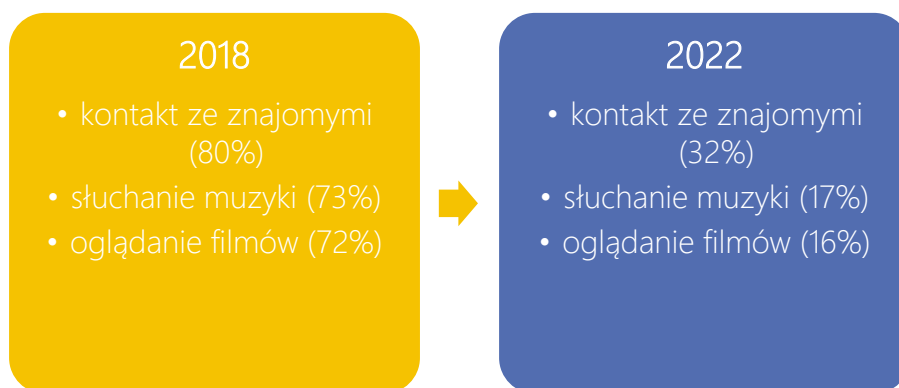 2018
• kontakt ze znajomymi
(80%)
• słuchanie muzyki (73%)
• oglądanie filmów (72%)
2022
• kontakt ze znajomymi
(32%)
• słuchanie muzyki (17%)
• oglądanie filmów (16%)